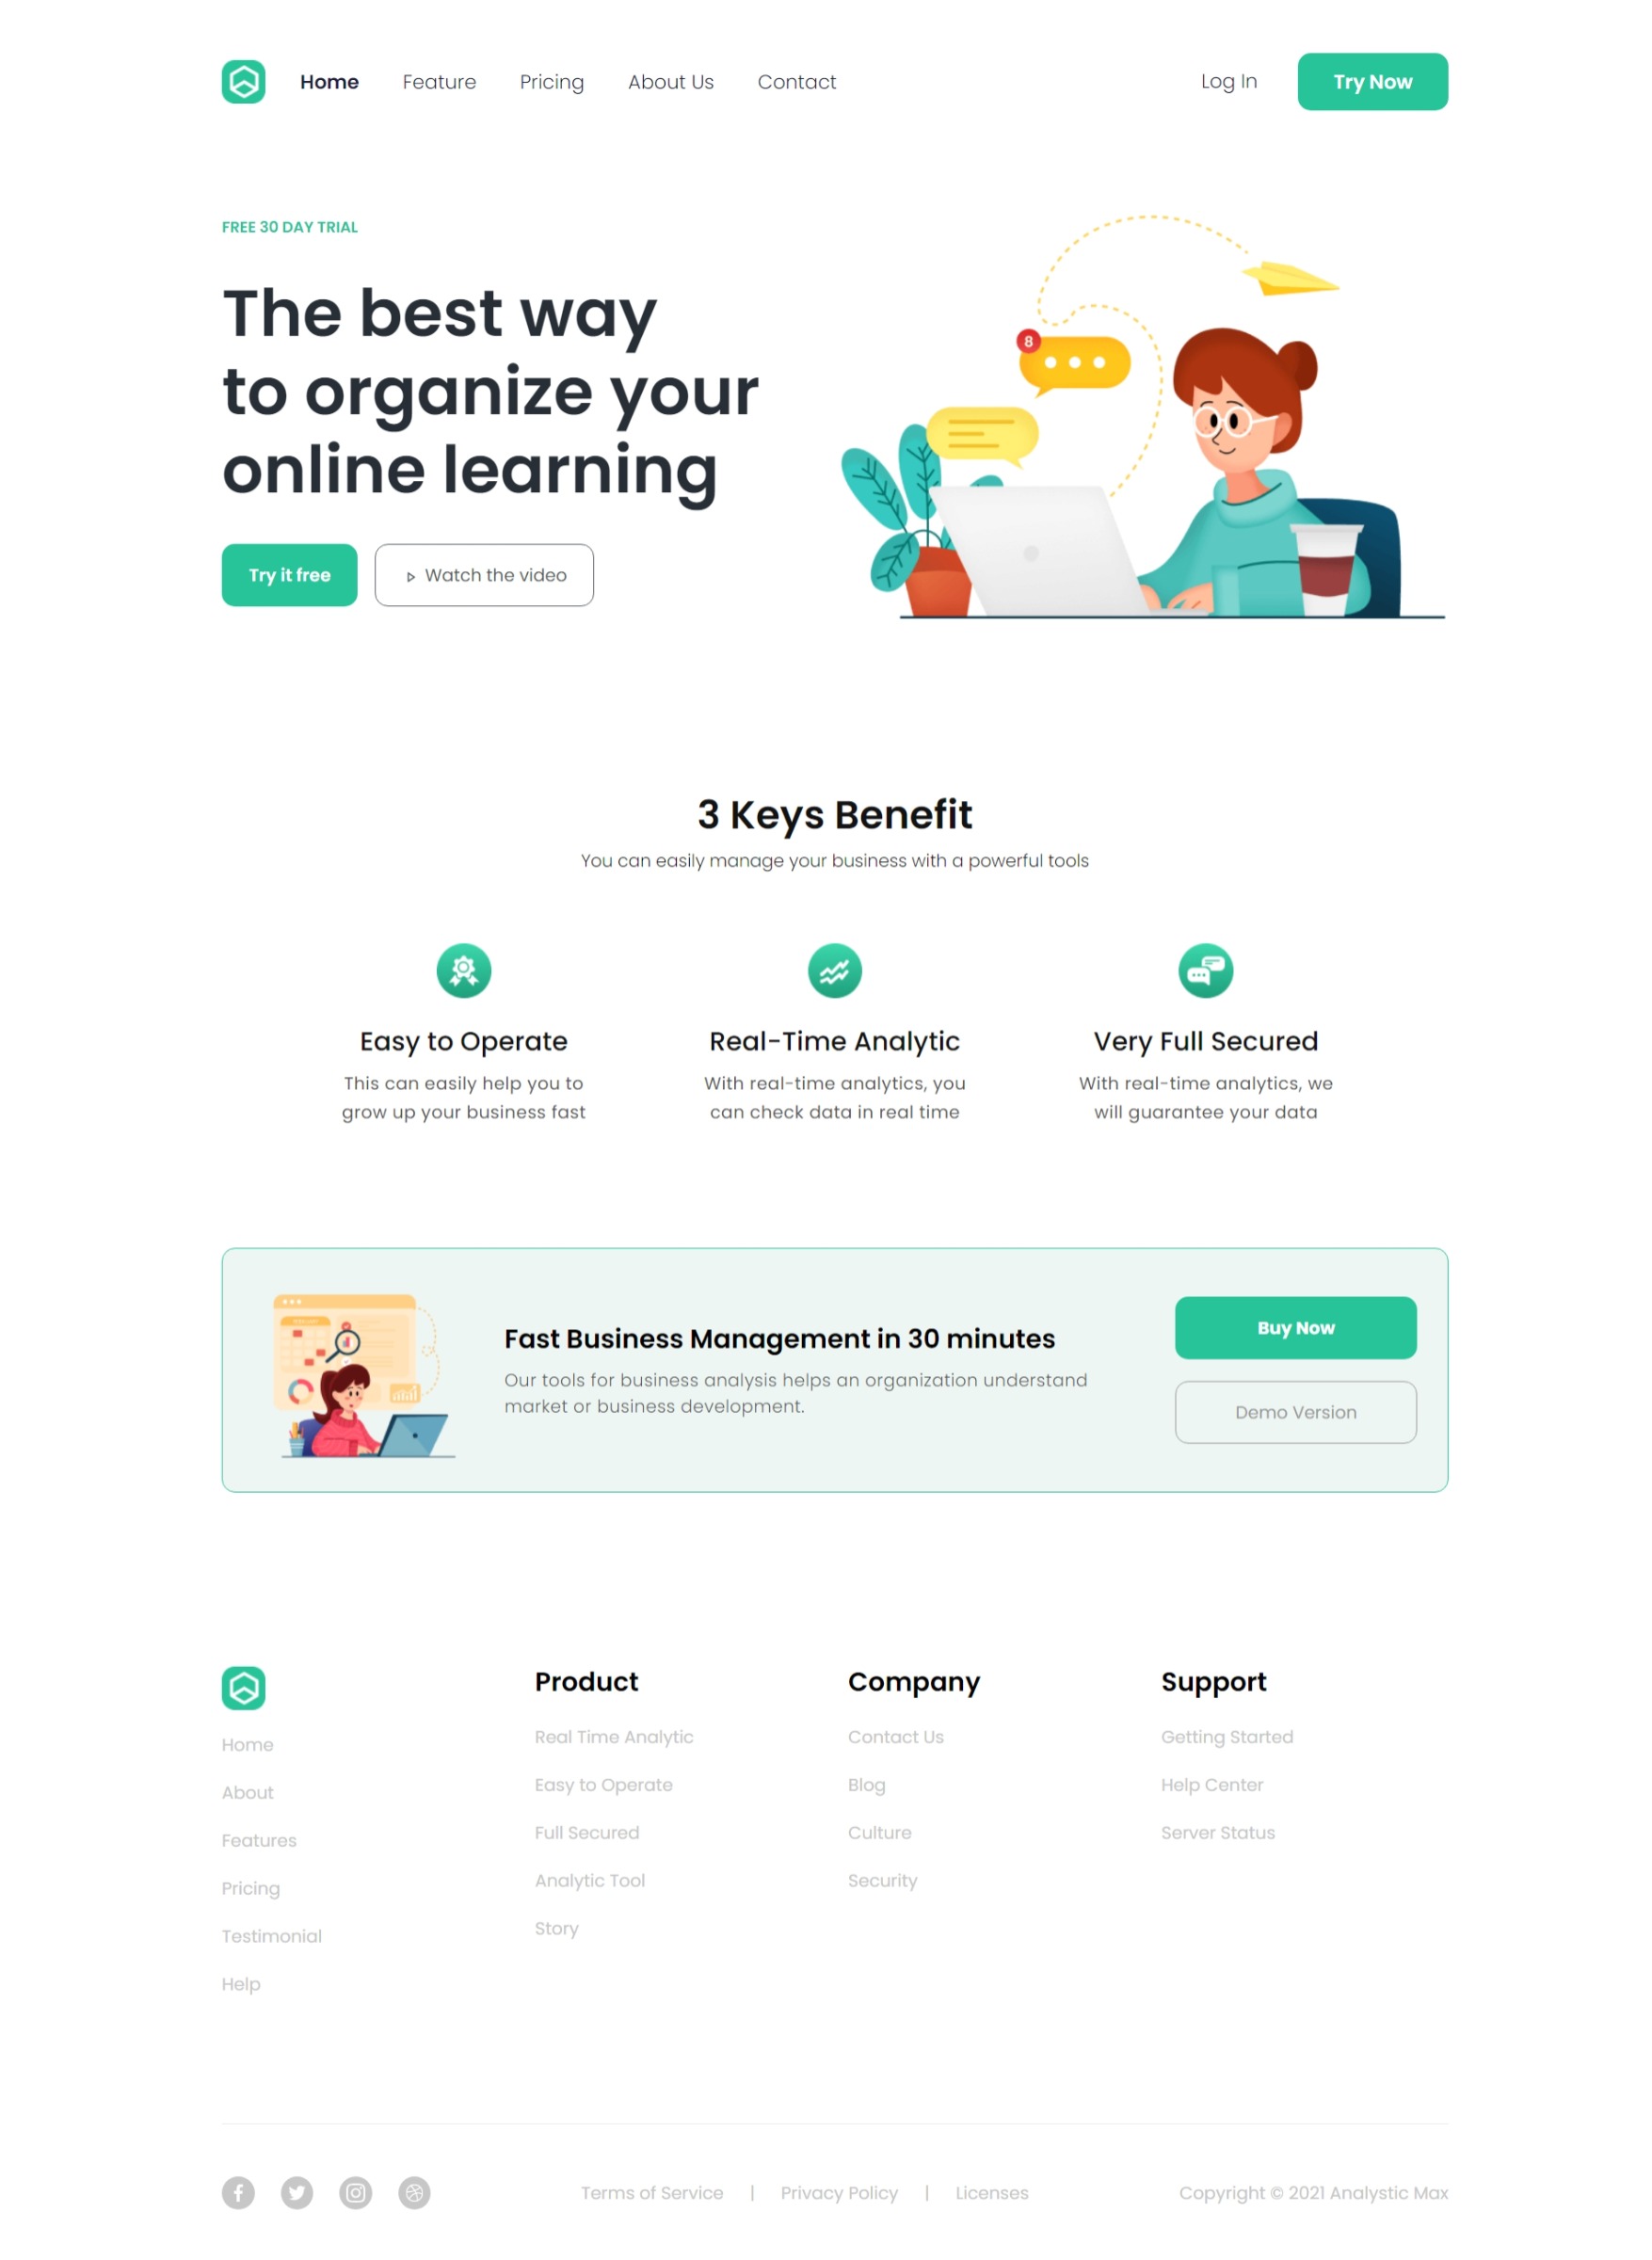 Home
Feature
Pricing
About Us
Contact
Log In
Try Now
FREE 30 DAY TRIAL
The best way
to organize your
online learning
Try it free
Watch the video
8
3 Keys Benefit
You can easily manage your business with a powerful tools
Easy to Operate
This can easily help you to
grow up your business fast
Real-Time Analytic
With real-time analytics, you
can check data in real time
Very Full Secured
With real-time analytics, we
will guarantee your data
Fast Business Management in 30 minutes
Our tools for business analysis helps an organization understand
market or business development.
Buy Now
Demo Version
Home
About
Features
Pricing
Testimonial
Help
Product
Real Time Analytic
Easy to Operate
Full Secured
Analytic Tool
Story
Company
Contact Us
Blog
Culture
Security
Support
Getting Started
Help Center
Server Status
Terms of Service | Privacy Policy | Licenses
Copyright © 2021 Analystic Max